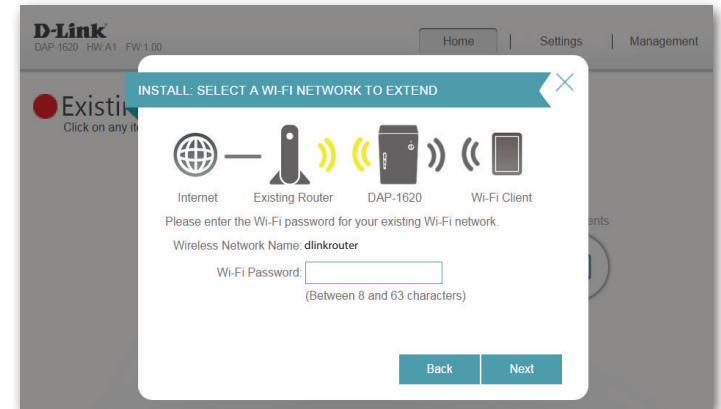 D-Link
DAP-1620 HW:A1 FW:1.00
Home | Settings | Management
INSTALL: SELECT A WI-FI NETWORK TO EXTEND
Existin
Click on any ite
Internet Existing Router DAP-1620 Wi-Fi Client
Please enter the Wi-Fi password for your existing Wi-Fi network.
ents
Wireless Network Name: dlinkrouter
Wi-Fi Password:
(Between 8 and 63 characters)
Back Next